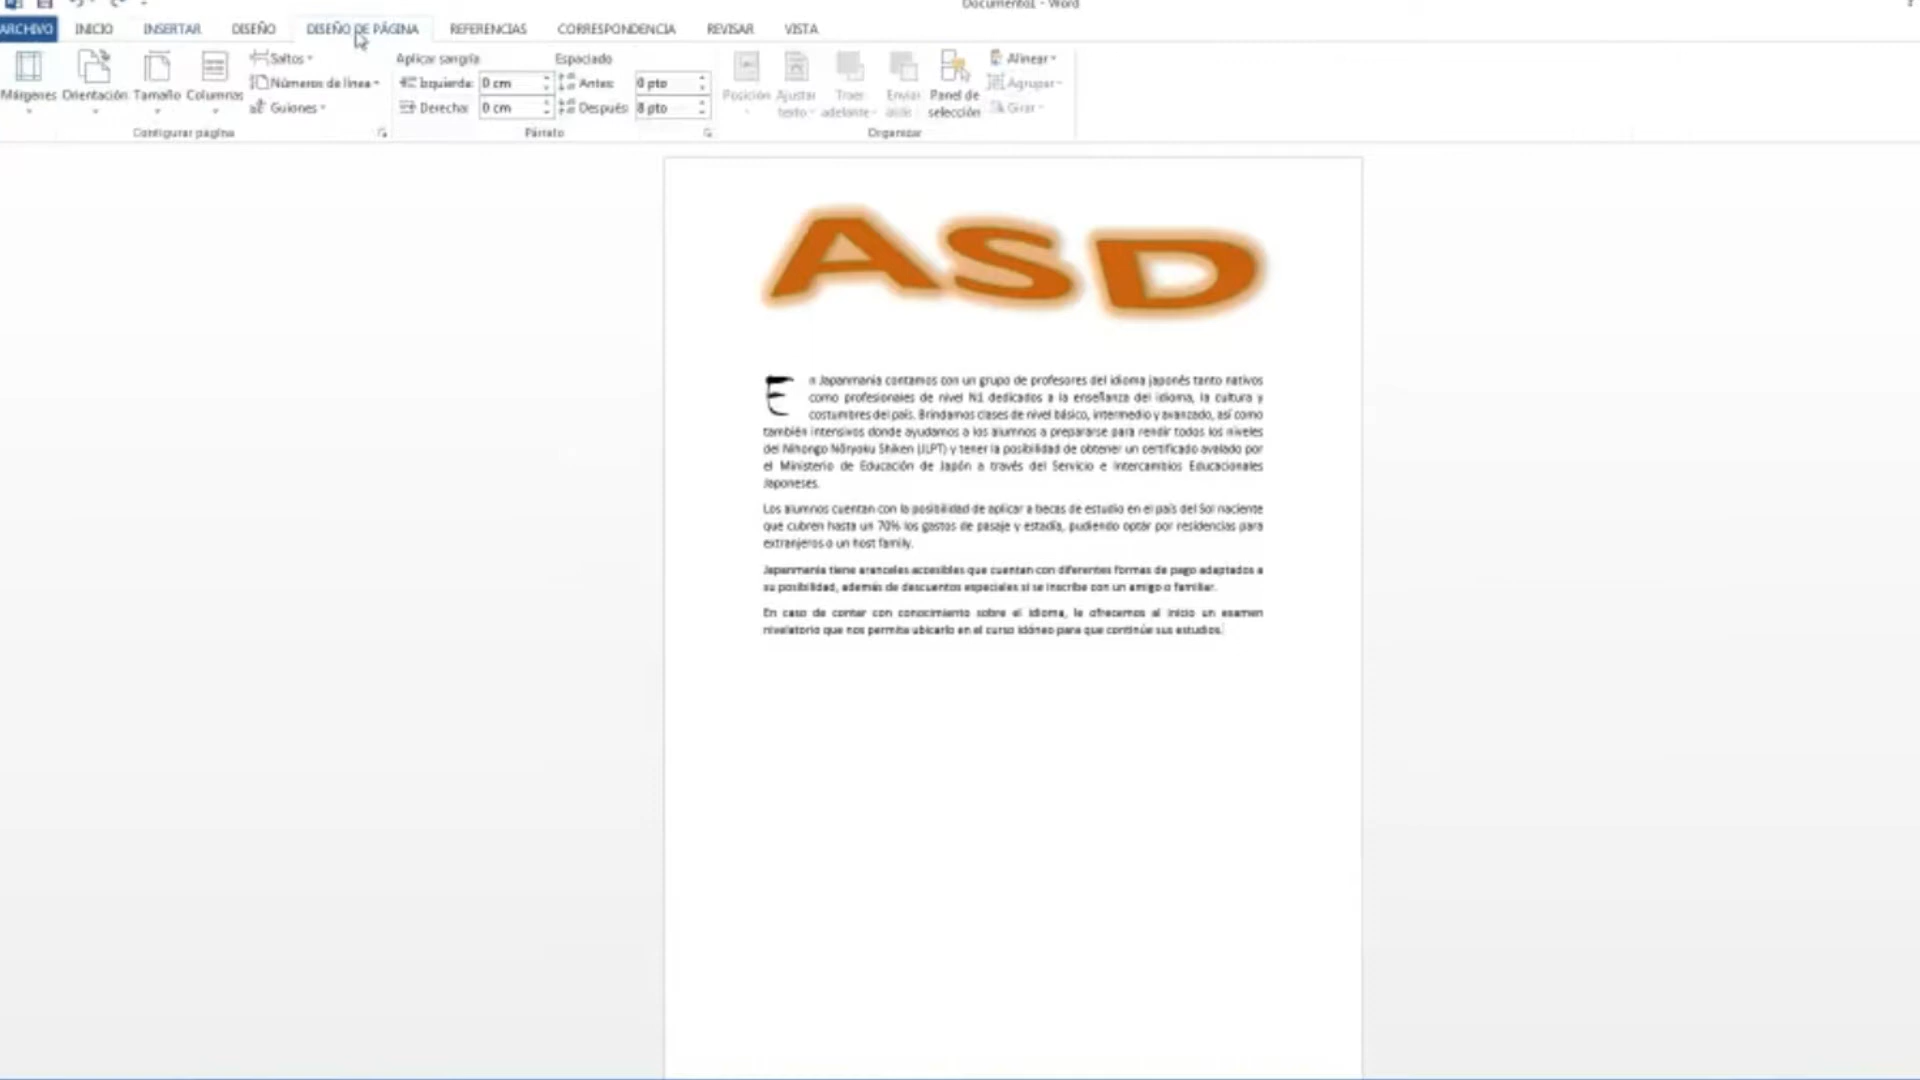 Documento1 - Word
ARCHIVO INICIO INSERTAR DISEÑO DISEÑO DE PÁGINA REFERENCIAS CORRESPONDENCIA REVISAR VISTA
Márgenes Orientación Tamaño Columnas
Saltos
Números de línea
Guiones
Configurar página
Aplicar sangría Espaciado
Izquierda: 0 cm Antes: 0 pto
Derecha: 0 cm Después: 8 pto
Párrafo
Posición Ajustar texto Traer adelante Enviar atrás Panel de selección
Alinear
Agrupar
Girar
Organizar
ASD
En Japanmanía contamos con un grupo de profesores del idioma japonés tanto nativos
como profesionales de nivel N1 dedicados a la enseñanza del idioma, la cultura y
costumbres del país. Brindamos clases de nivel básico, intermedio y avanzado, así como
también intensivos donde ayudamos a los alumnos a prepararse para rendir todos los niveles
del Nihongo Nōryoku Shiken (JLPT) y tener la posibilidad de obtener un certificado avalado por
el Ministerio de Educación de Japón a través del Servicio e Intercambios Educacionales
Japoneses.
Los alumnos cuentan con la posibilidad de aplicar a becas de estudio en el país del Sol naciente
que cubren hasta un 70% los gastos de pasaje y estadía, pudiendo optar por residencias para
extranjeros o un host family.
Japanmanía tiene aranceles accesibles que cuentan con diferentes formas de pago adaptados a
su posibilidad, además de descuentos especiales si se inscribe con un amigo o familiar.
En caso de contar con conocimiento sobre el idioma, le ofrecemos al inicio un examen
nivelatorio que nos permita ubicarlo en el curso idóneo para que continúe sus estudios.